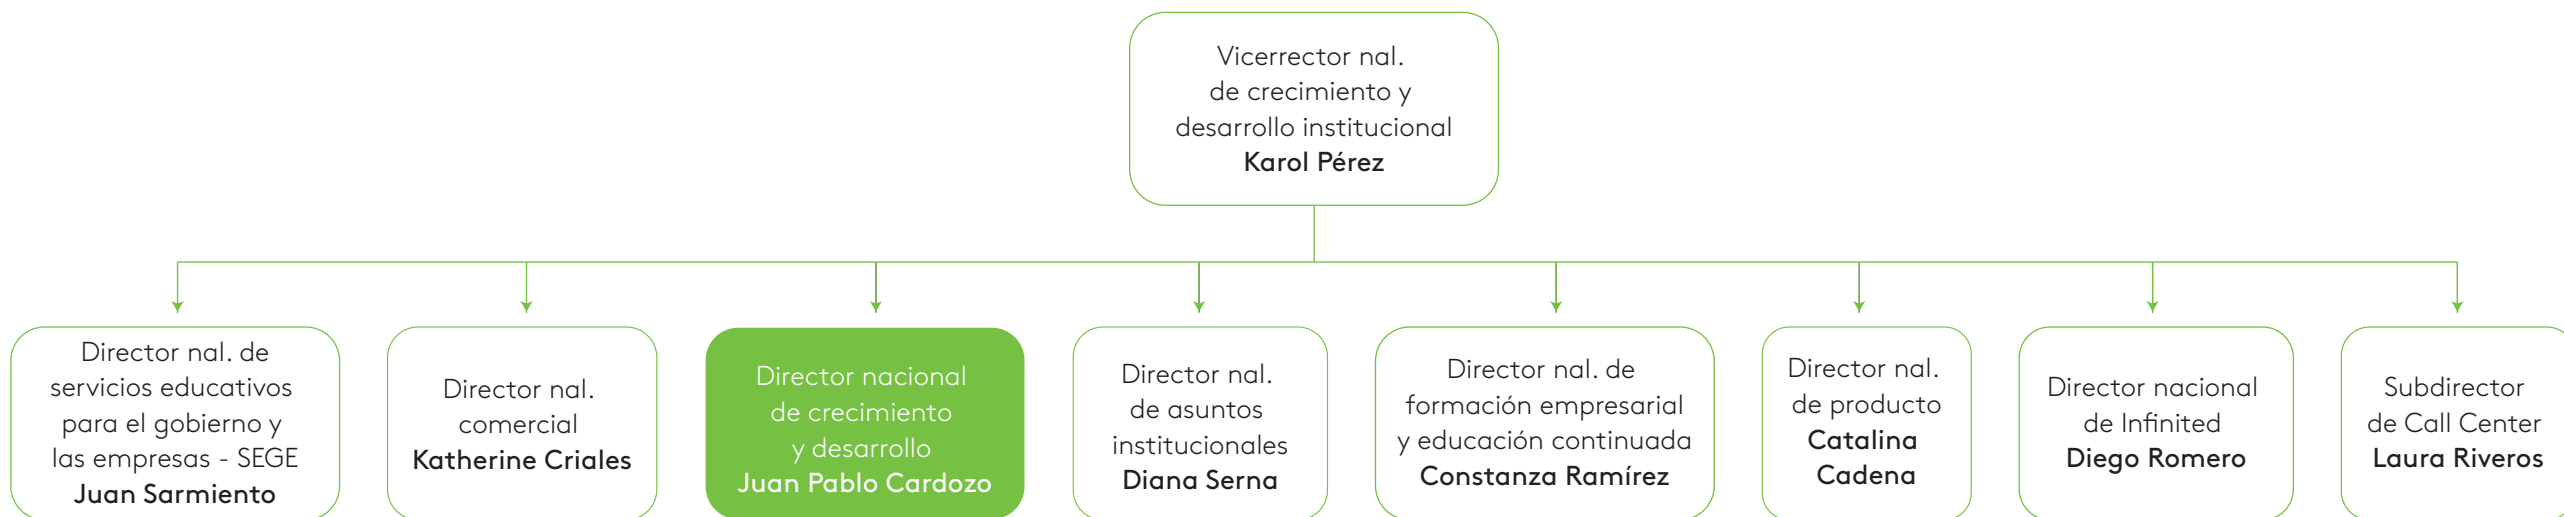 Vicerrector nal.
de crecimiento y
desarrollo institucional
Karol Pérez
Director nal. de
servicios educativos
para el gobierno y
las empresas - SEGE
Juan Sarmiento
Director nal.
comercial
Katherine Criales
Director nacional
de crecimiento
y desarrollo
Juan Pablo Cardozo
Director nal.
de asuntos
institucionales
Diana Serna
Director nal. de
formación empresarial
y educación continuada
Constanza Ramírez
Director nal.
de producto
Catalina
Cadena
Director nacional
de Infinited
Diego Romero
Subdirector
de Call Center
Laura Riveros